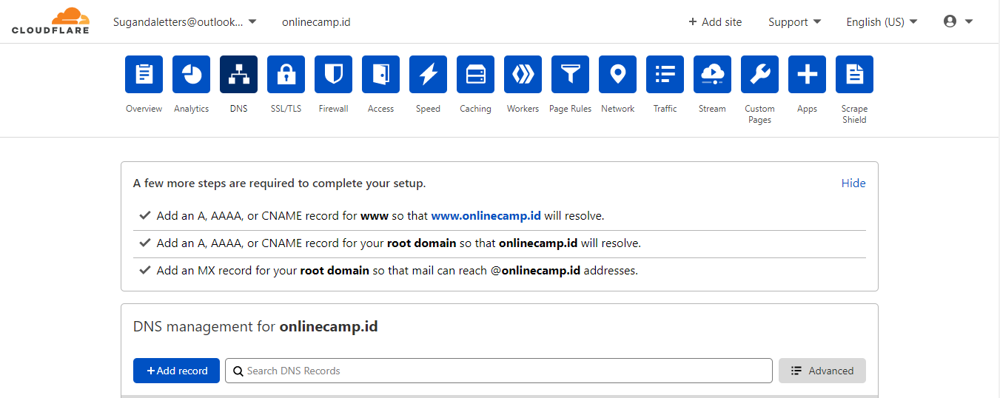 CLOUDFLARE
Sugandaletters@outlook... onlinecamp.id + Add site Support English (US)
Overview Analytics DNS SSL/TLS Firewall Access Speed Caching Workers Page Rules Network Traffic Stream Custom Pages Apps Scrape Shield
A few more steps are required to complete your setup. Hide
Add an A, AAAA, or CNAME record for www so that www.onlinecamp.id will resolve.
Add an A, AAAA, or CNAME record for your root domain so that onlinecamp.id will resolve.
Add an MX record for your root domain so that mail can reach @onlinecamp.id addresses.
DNS management for onlinecamp.id
+Add record Search DNS Records Advanced